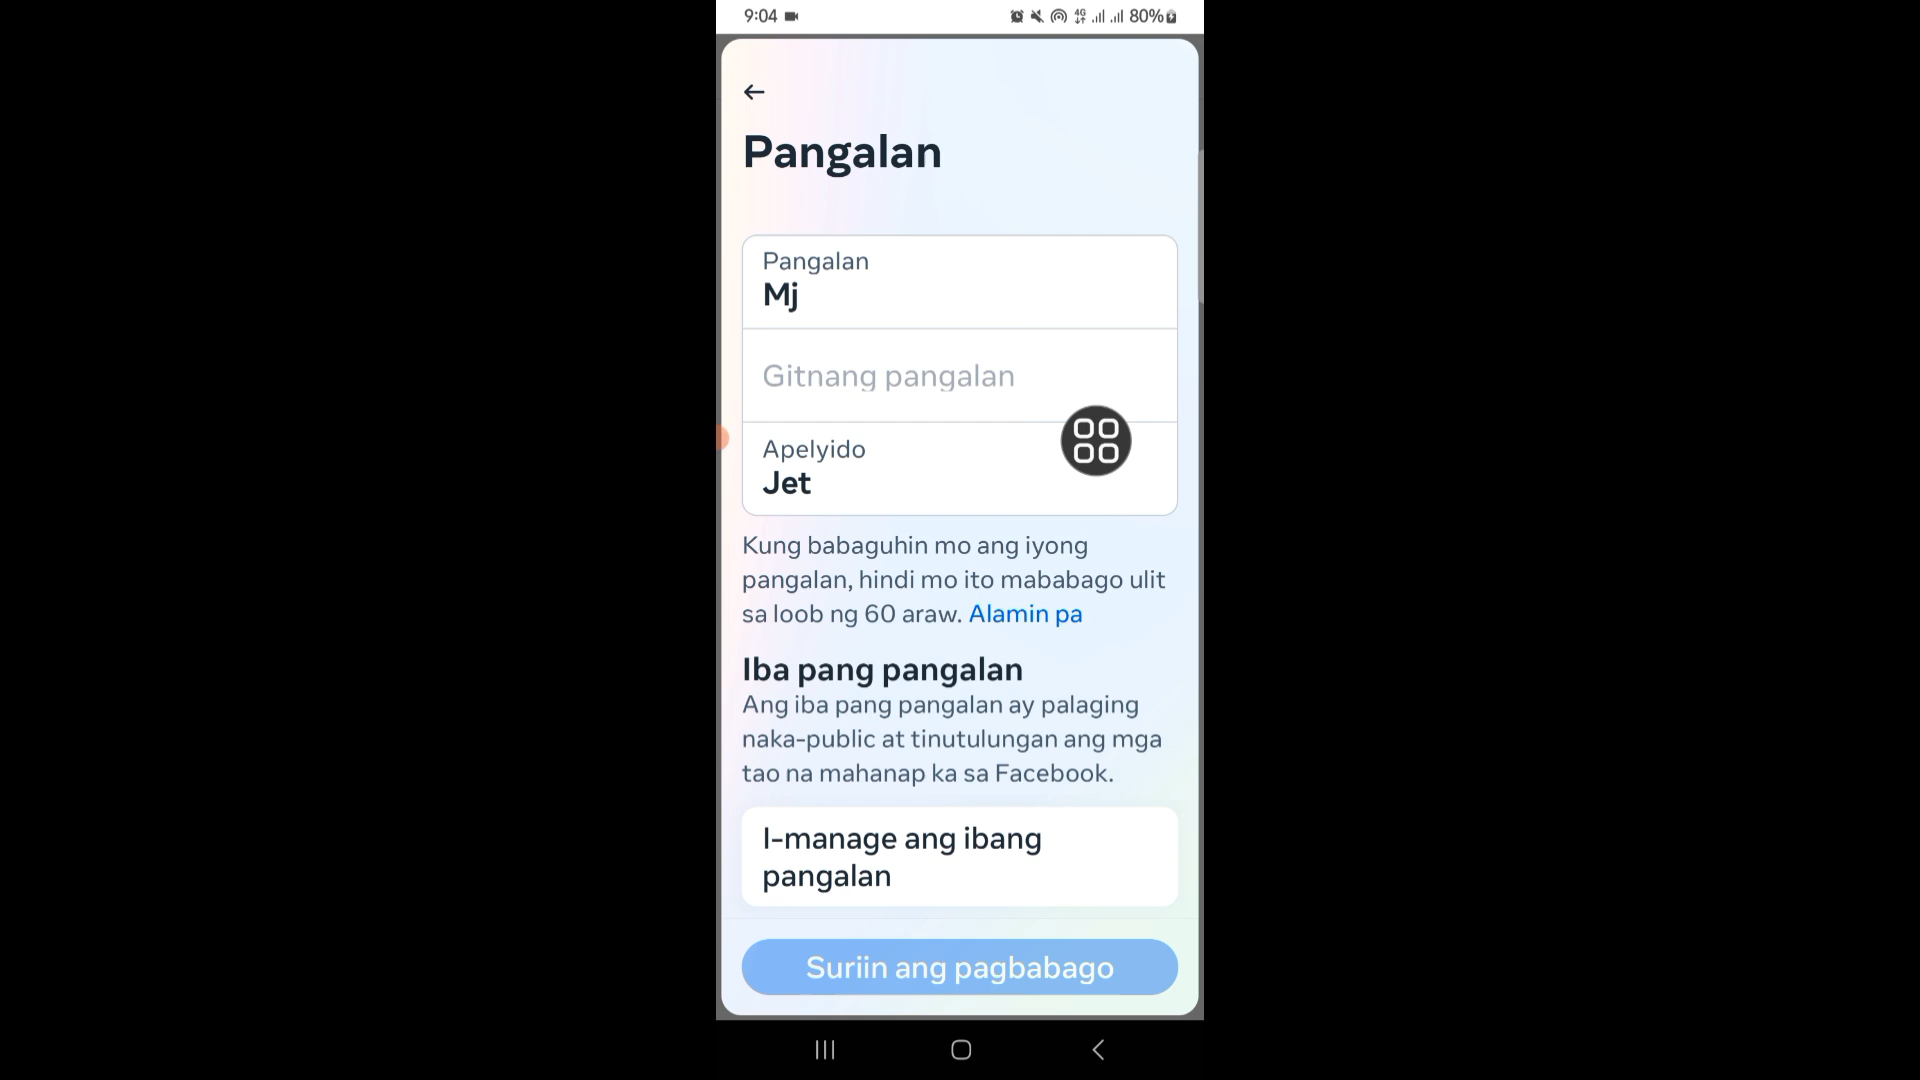 9:04
4G
80%
Pangalan
Pangalan
Mj
Gitnang pangalan
Apelyido
Jet
Kung babaguhin mo ang iyong
pangalan, hindi mo ito mababago ulit
sa loob ng 60 araw. Alamin pa
Iba pang pangalan
Ang iba pang pangalan ay palaging
naka-public at tinutulungan ang mga
tao na mahanap ka sa Facebook.
I-manage ang ibang
pangalan
Suriin ang pagbabago